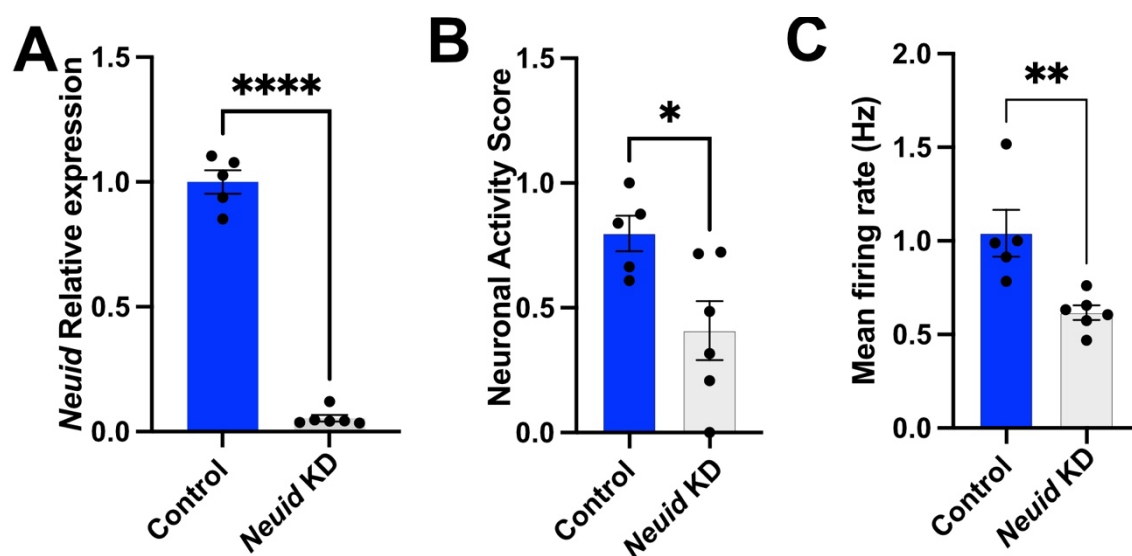 A
Neuid Relative expression
1.5
1.0
0.5
0.0
****
Control
Neuid KD
B
Neuronal Activity Score
1.5
1.0
0.5
0.0
*
Control
Neuid KD
C
Mean firing rate (Hz)
2.0
1.5
1.0
0.5
0.0
**
Control
Neuid KD